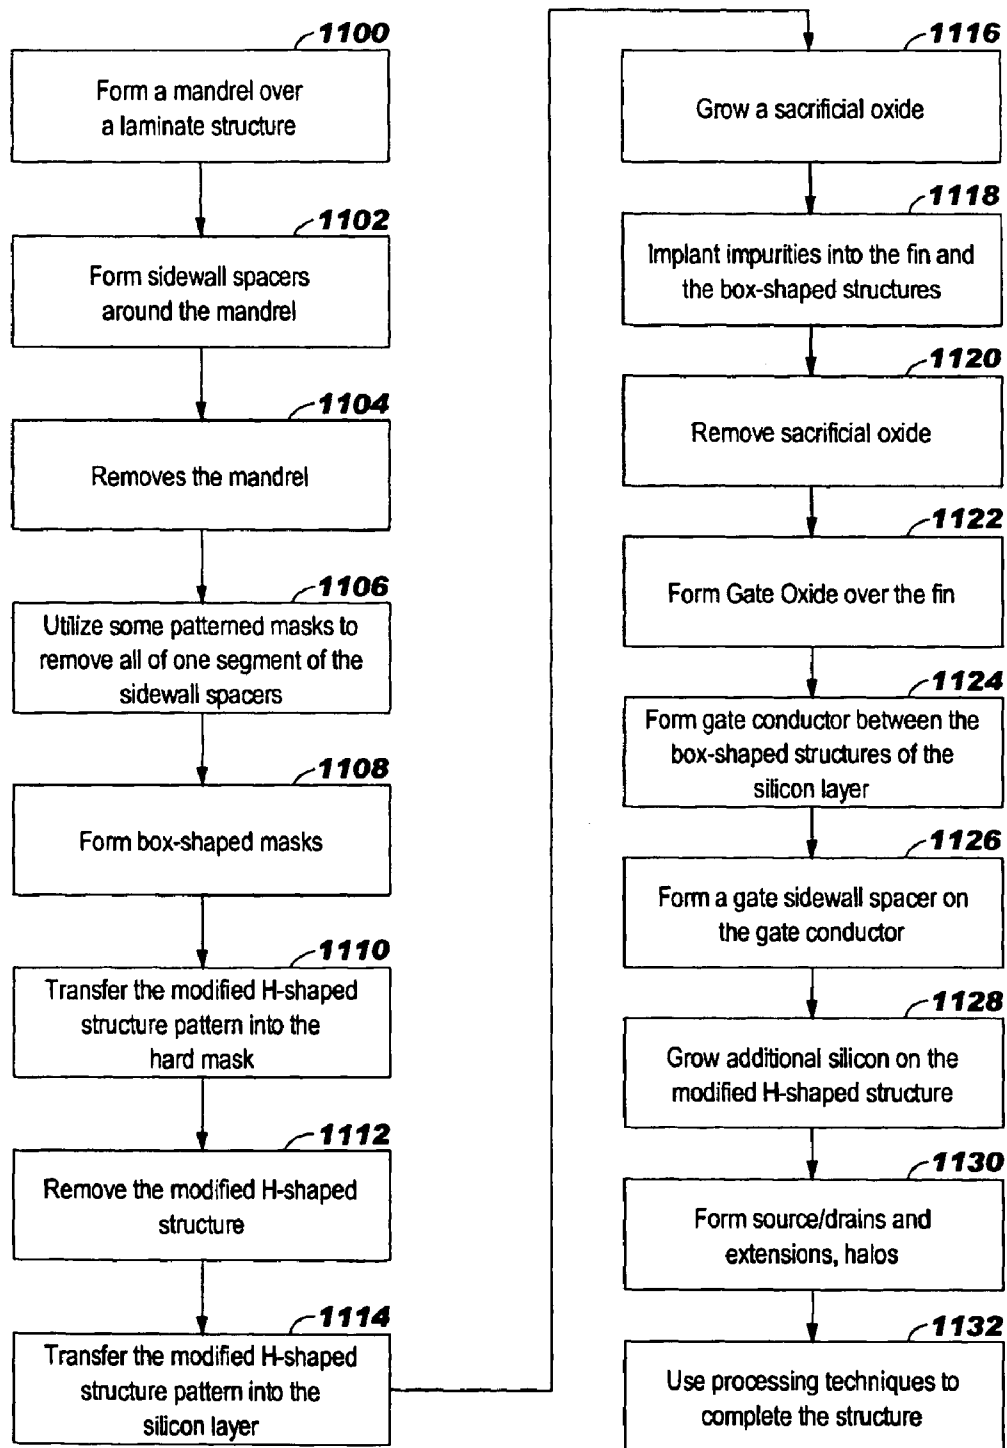 1100
Form a mandrel over
a laminate structure
1102
Form sidewall spacers
around the mandrel
1104
Removes the mandrel
1106
Utilize some patterned masks to
remove all of one segment of the
sidewall spacers
1108
Form box-shaped masks
1110
Transfer the modified H-shaped
structure pattern into the
hard mask
1112
Remove the modified H-shaped
structure
1114
Transfer the modified H-shaped
structure pattern into the
silicon layer
1116
Grow a sacrificial oxide
1118
Implant impurities into the fin and
the box-shaped structures
1120
Remove sacrificial oxide
1122
Form Gate Oxide over the fin
1124
Form gate conductor between the
box-shaped structures of the
silicon layer
1126
Form a gate sidewall spacer on
the gate conductor
1128
Grow additional silicon on the
modified H-shaped structure
1130
Form source/drains and
extensions, halos
1132
Use processing techniques to
complete the structure